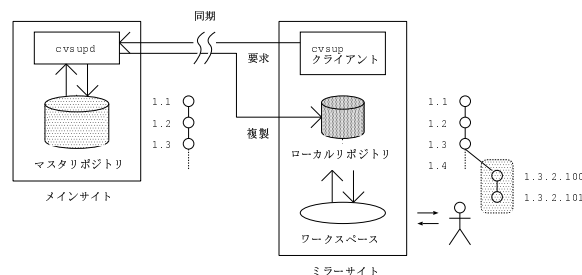 同期
cvsupd
cvsup
クライアント
要求
複製
1.1
1.2
1.3
マスタリポジトリ
メインサイト
ローカルリポジトリ
ワークスペース
ミラーサイト
1.1
1.2
1.3
1.4
1.3.2.100
1.3.2.101